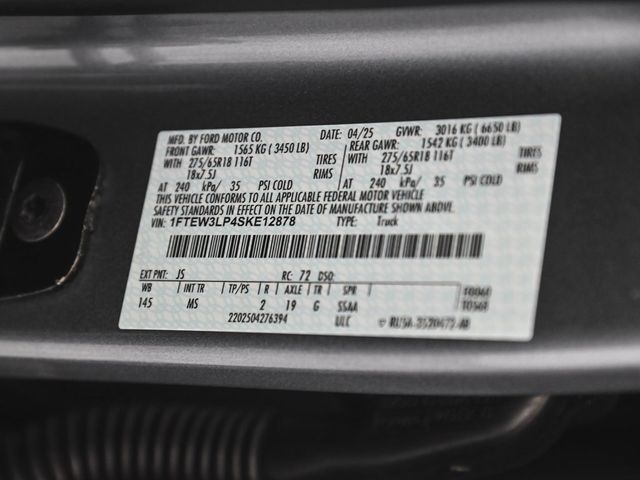 MFD. BY FORD MOTOR CO. DATE: 04/25 GVWR: 3016 KG ( 6650 LB)
FRONT GAWR: 1565 KG ( 3450 LB) REAR GAWR: 1542 KG ( 3400 LB)
WITH 275/65R18 116T TIRES WITH 275/65R18 116T TIRES
18x7.5J RIMS 18x7.5J RIMS
AT 240 kPa/ 35 PSI COLD AT 240 kPa/ 35 PSI COLD
THIS VEHICLE CONFORMS TO ALL APPLICABLE FEDERAL MOTOR VEHICLE
SAFETY STANDARDS IN EFFECT ON THE DATE OF MANUFACTURE SHOWN ABOVE.
VIN: 1FTEW3LP4SKE12878 TYPE: Truck
EXT PNT: JS RC: 72 DSO:
WB INT TR TP/PS R AXLE TR SPR
145 MS 2 19 G SSAA
2202504276394 ULC